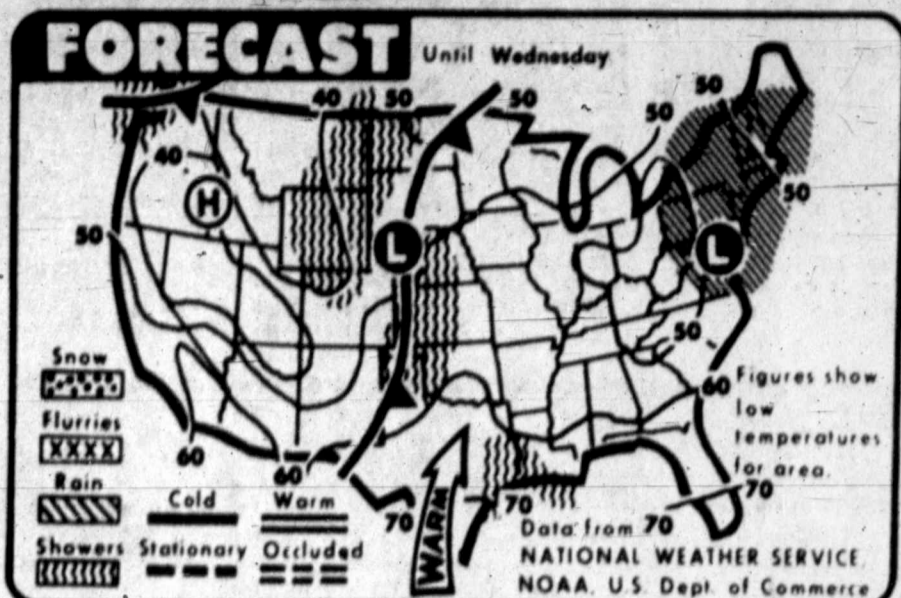 FORECAST
Until Wednesday
40 50 50 50 50
40
H
50
50
L
L
50
60
60
60
70
70
70
70
WARM
Snow
Flurries
XXXX
Rain
Showers
Cold
Warm
Stationary
Occluded
Figures show
low
temperatures
for area.
Data from
NATIONAL WEATHER SERVICE,
NOAA, U.S. Dept. of Commerce